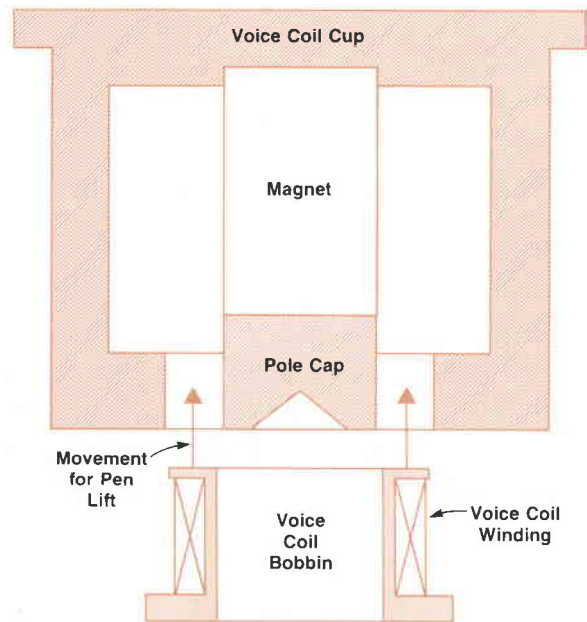 Voice Coil Cup
Magnet
Pole Cap
Movement
for Pen
Lift
Voice
Coil
Bobbin
Voice Coil
Winding